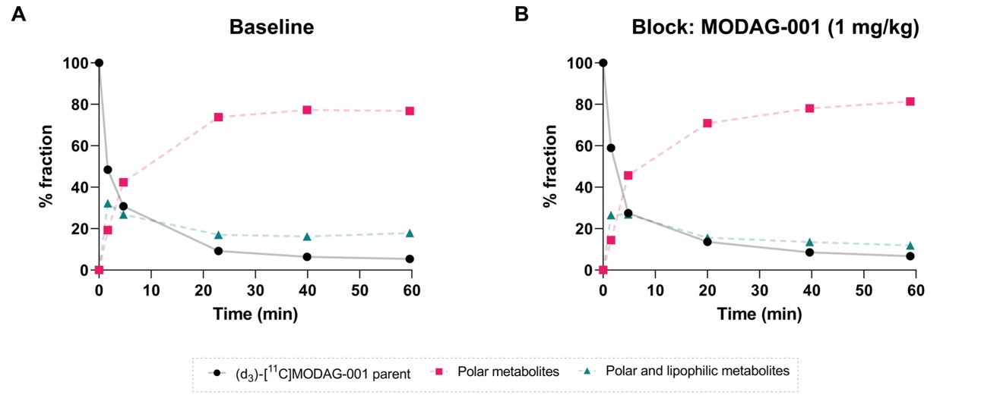 A
Baseline
100
80
60
40
20
0
% fraction
0 10 20 30 40 50 60
Time (min)
B
Block: MODAG-001 (1 mg/kg)
100
80
60
40
20
0
% fraction
0 10 20 30 40 50 60
Time (min)
(d₃)-[¹¹C]MODAG-001 parent
Polar metabolites
Polar and lipophilic metabolites